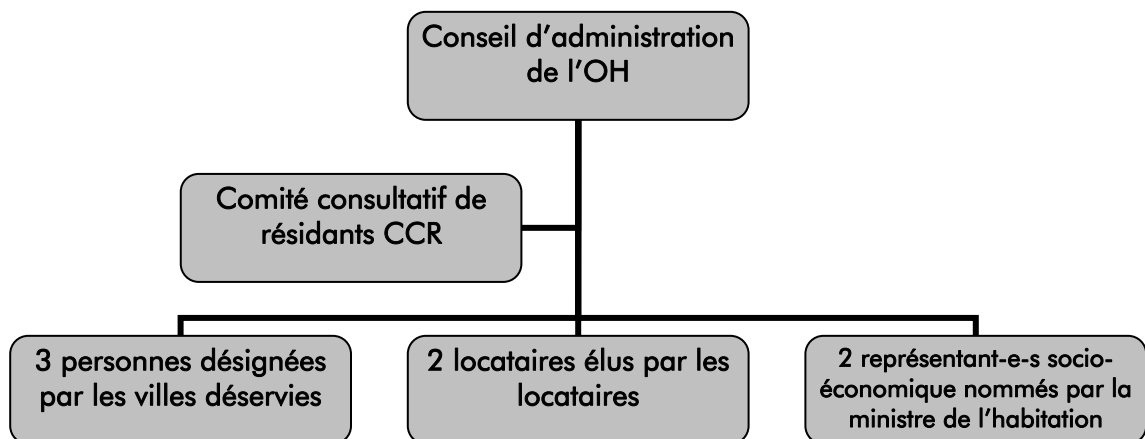 Conseil d’administration
de l’OH
Comité consultatif de
résidants CCR
3 personnes désignées
par les villes déservies
2 locataires élus par les
locataires
2 représentant-e-s socio-
économique nommés par la
ministre de l’habitation